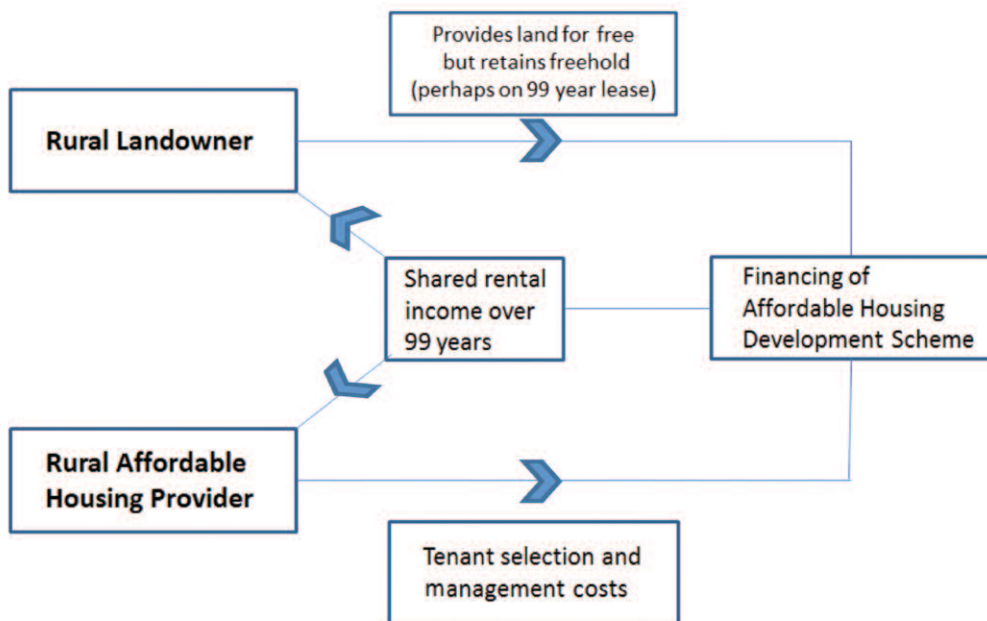 Provides land for free
but retains freehold
(perhaps on 99 year lease)
Rural Landowner
Shared rental
income over
99 years
Financing of
Affordable Housing
Development Scheme
Rural Affordable
Housing Provider
Tenant selection and
management costs